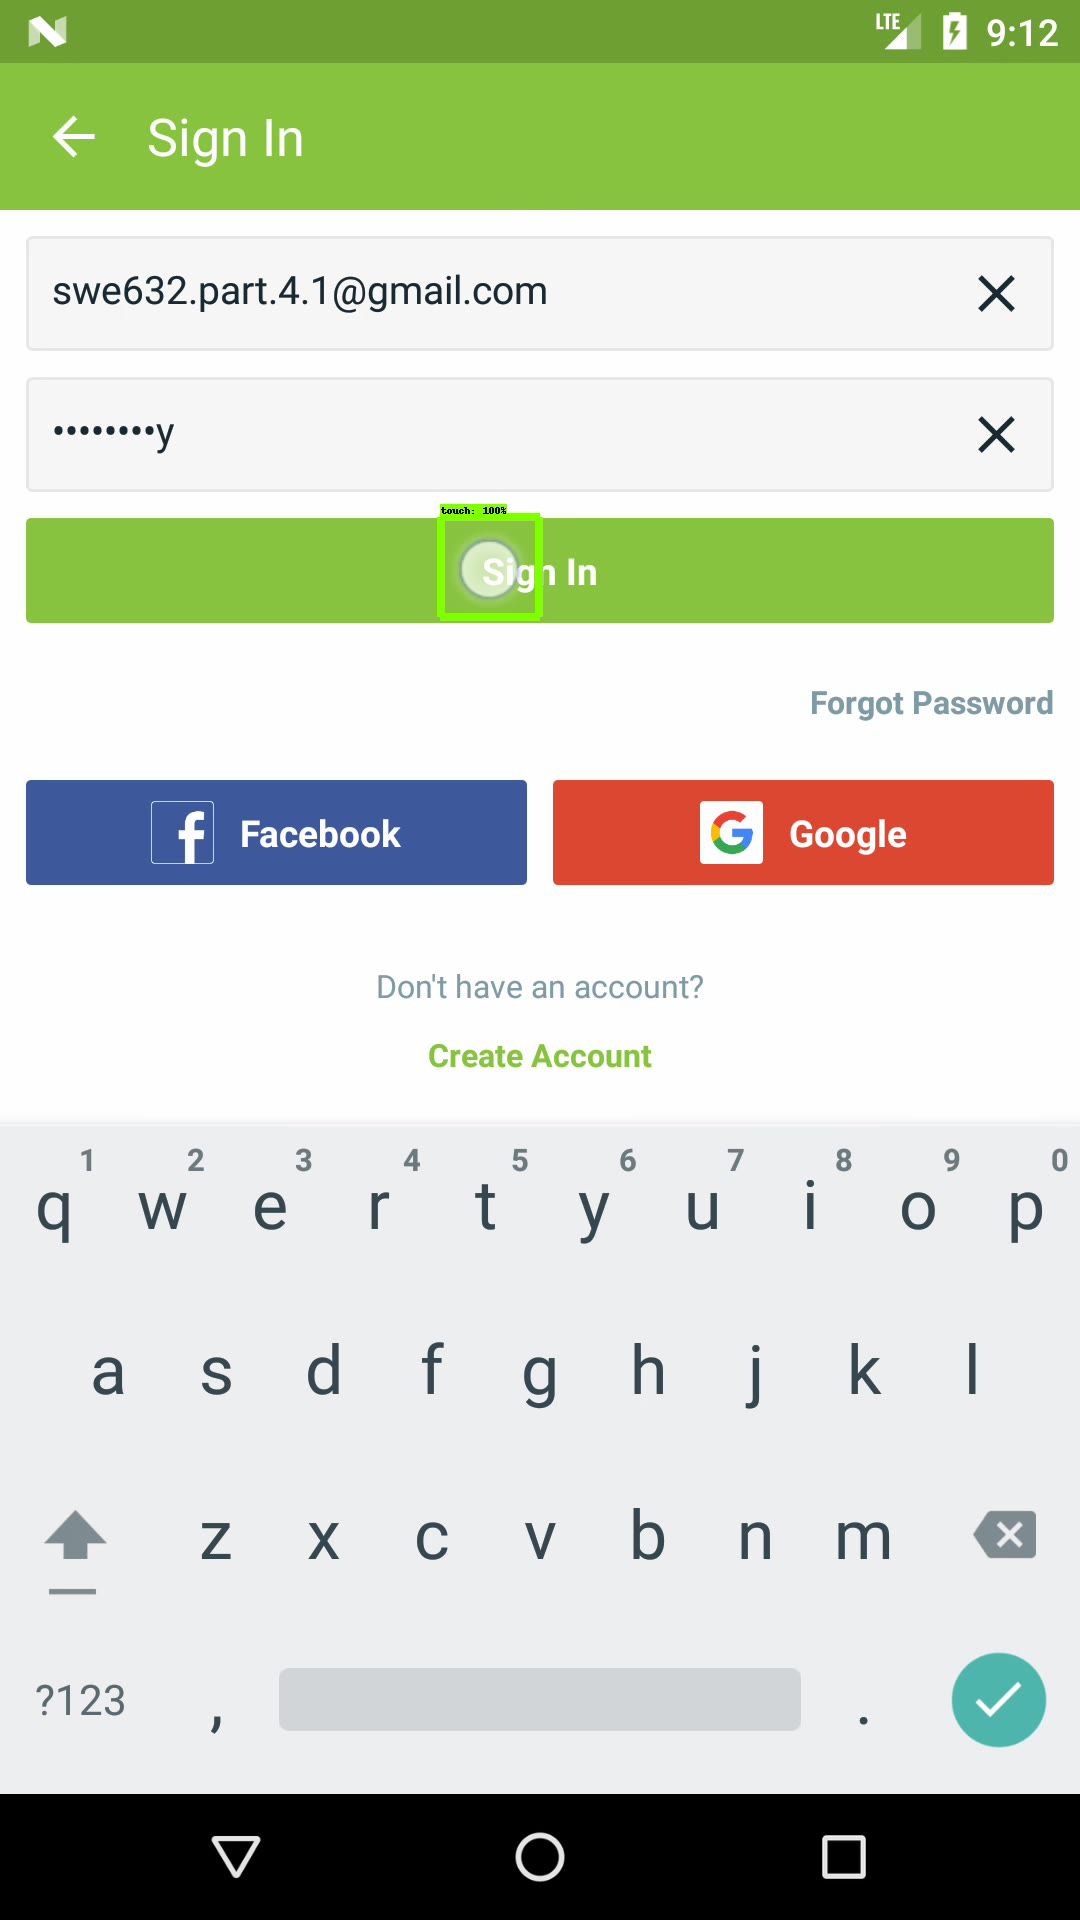 LTE 9:12
Sign In
swe632.part.4.1@gmail.com
••••••••y
touch: 100%
Sign In
Forgot Password
Facebook
Google
Don't have an account?
Create Account
1 2 3 4 5 6 7 8 9 0
q w e r t y u i o p
a s d f g h j k l
z x c v b n m
?123 , .